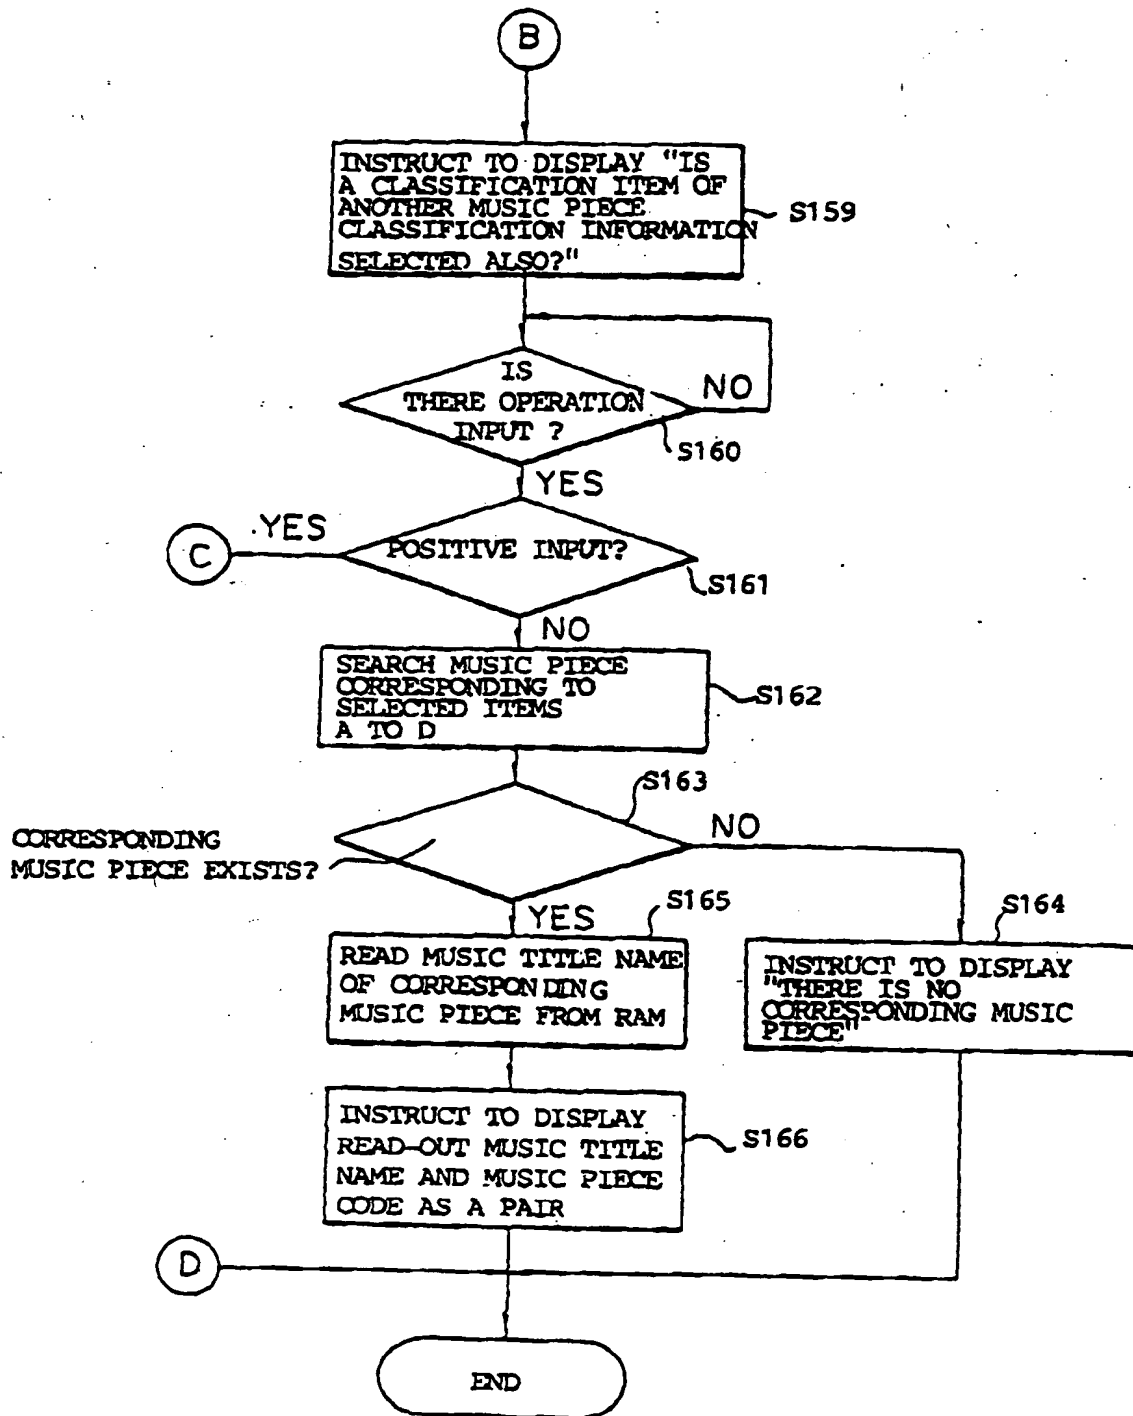 B
INSTRUCT TO DISPLAY "IS
A CLASSIFICATION ITEM OF
ANOTHER MUSIC PIECE
CLASSIFICATION INFORMATION
SELECTED ALSO?"
S159
IS
THERE OPERATION
INPUT ?
NO
S160
YES
C
YES
POSITIVE INPUT?
S161
NO
SEARCH MUSIC PIECE
CORRESPONDING TO
SELECTED ITEMS
A TO D
S162
S163
CORRESPONDING
MUSIC PIECE EXISTS?
NO
YES
S165
READ MUSIC TITLE NAME
OF CORRESPONDING
MUSIC PIECE FROM RAM
S164
INSTRUCT TO DISPLAY
"THERE IS NO
CORRESPONDING MUSIC
PIECE"
INSTRUCT TO DISPLAY
READ-OUT MUSIC TITLE
NAME AND MUSIC PIECE
CODE AS A PAIR
S166
D
END